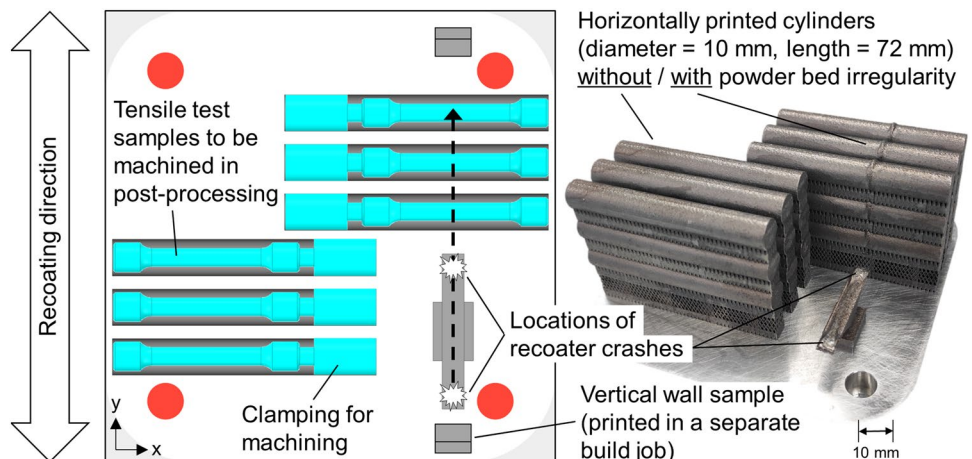 Recoating direction
Tensile test
samples to be
machined in
post-processing
Clamping for
machining
y
x
Horizontally printed cylinders
(diameter = 10 mm, length = 72 mm)
without / with powder bed irregularity
Locations of
recoater crashes
Vertical wall sample
(printed in a separate
build job)
10 mm